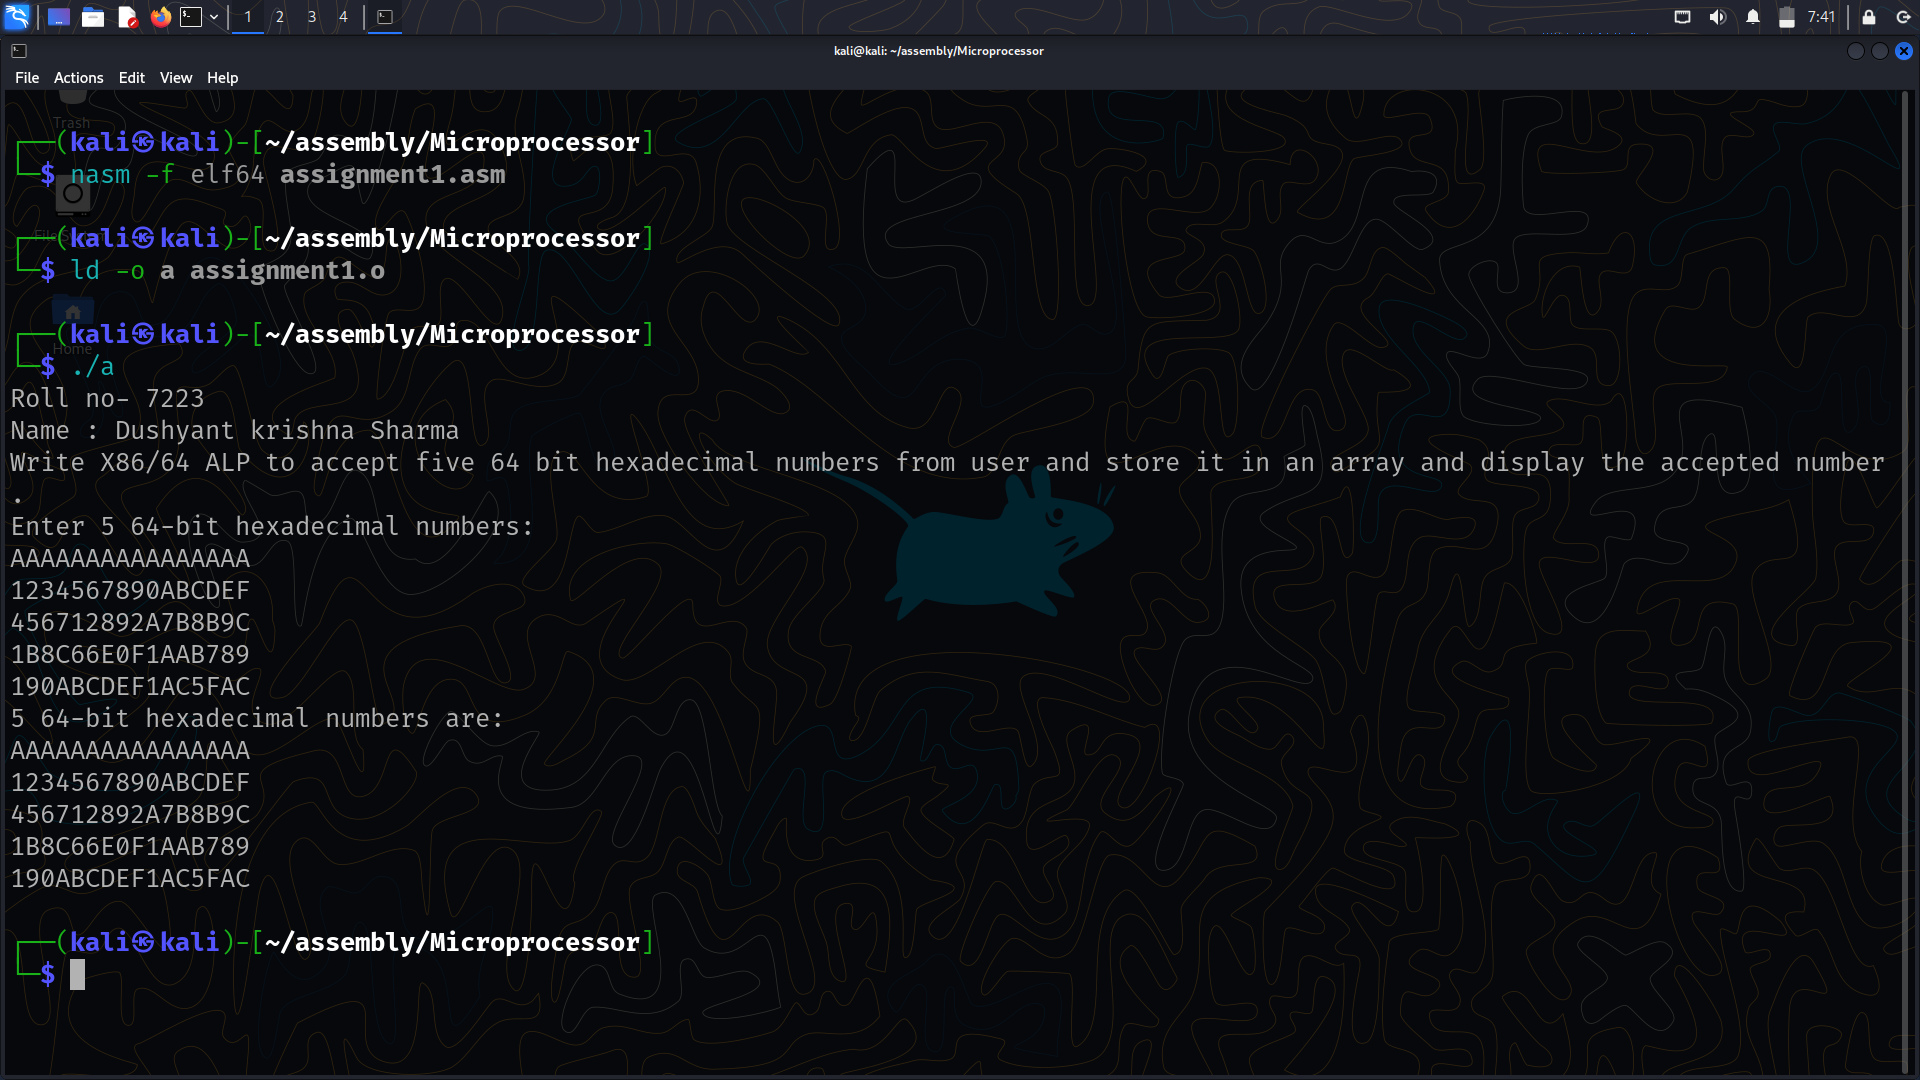 1 2 3 4 7:41
kali@kali: ~/assembly/Microprocessor
File Actions Edit View Help
Trash
┌──(kali㉿kali)-[~/assembly/Microprocessor]
└─$ nasm -f elf64 assignment1.asm
┌──(kali㉿kali)-[~/assembly/Microprocessor]
└─$ ld -o a assignment1.o
┌──(kali㉿kali)-[~/assembly/Microprocessor]
Home
└─$ ./a
Roll no- 7223
Name : Dushyant krishna Sharma
Write X86/64 ALP to accept five 64 bit hexadecimal numbers from user and store it in an array and display the accepted number
.
Enter 5 64-bit hexadecimal numbers:
AAAAAAAAAAAAAAAA
1234567890ABCDEF
456712892A7B8B9C
1B8C66E0F1AAB789
190ABCDEF1AC5FAC
5 64-bit hexadecimal numbers are:
AAAAAAAAAAAAAAAA
1234567890ABCDEF
456712892A7B8B9C
1B8C66E0F1AAB789
190ABCDEF1AC5FAC
┌──(kali㉿kali)-[~/assembly/Microprocessor]
└─$